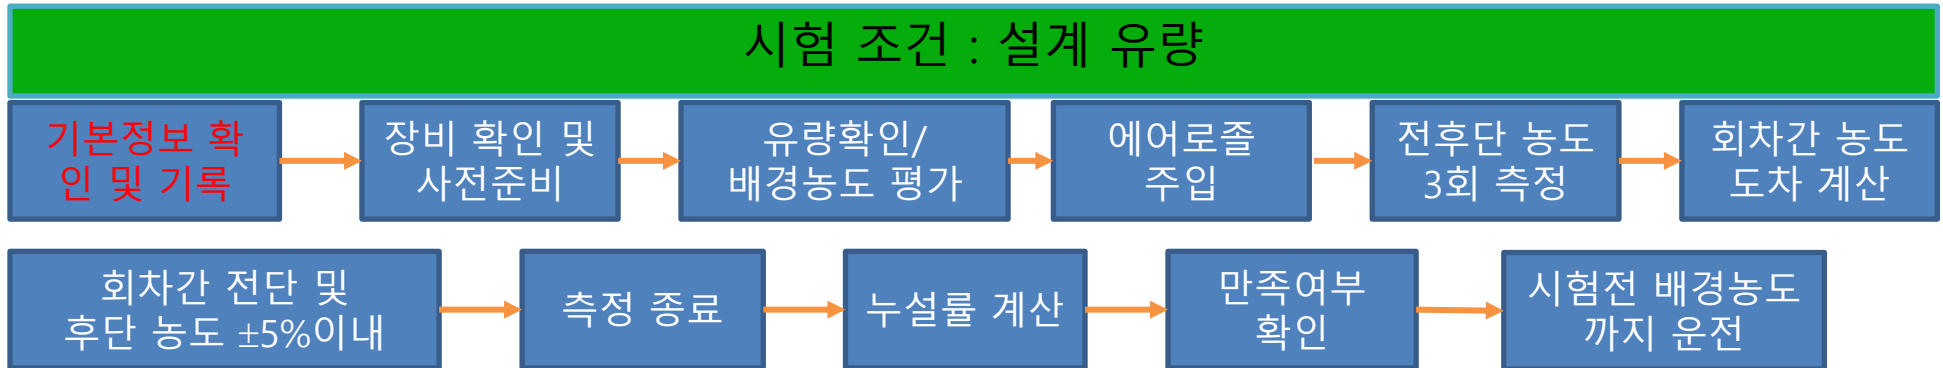 시험 조건 : 설계 유량
기본정보 확
인 및 기록
장비 확인 및
사전준비
유량확인/
배경농도 평가
에어로졸
주입
전후단 농도
3회 측정
회차간 농도
도차 계산
회차간 전단 및
후단 농도 ±5%이내
측정 종료
누설률 계산
만족여부
확인
시험전 배경농도
까지 운전